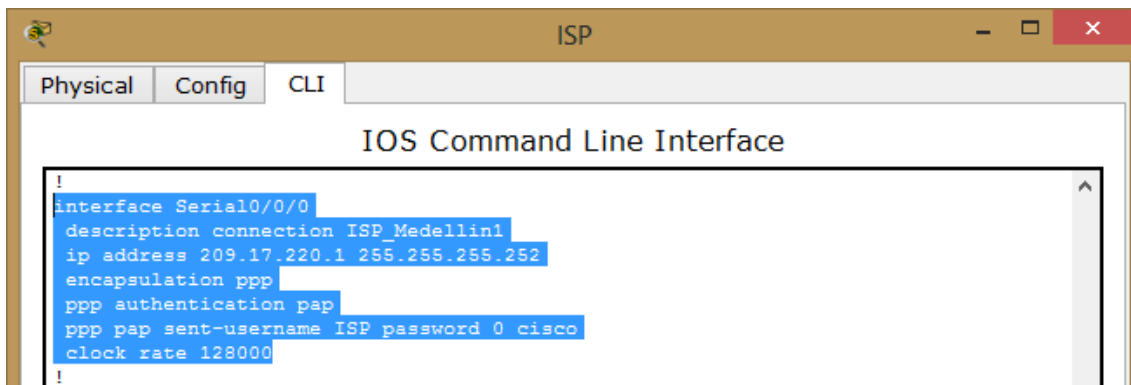 ISP
Physical Config CLI
IOS Command Line Interface
!
interface Serial0/0/0
description connection ISP_Medellin1
ip address 209.17.220.1 255.255.255.252
encapsulation ppp
ppp authentication pap
ppp pap sent-username ISP password 0 cisco
clock rate 128000
!